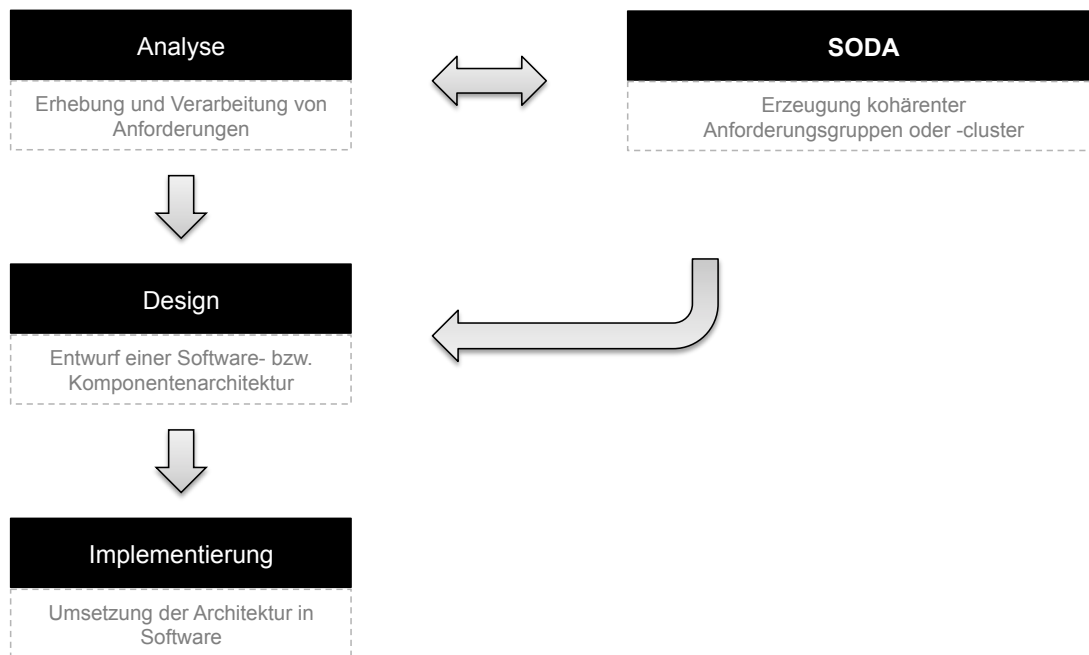 Analyse
Erhebung und Verarbeitung von
Anforderungen
SODA
Erzeugung kohärenter
Anforderungsgruppen oder -cluster
Design
Entwurf einer Software- bzw.
Komponentenarchitektur
Implementierung
Umsetzung der Architektur in
Software